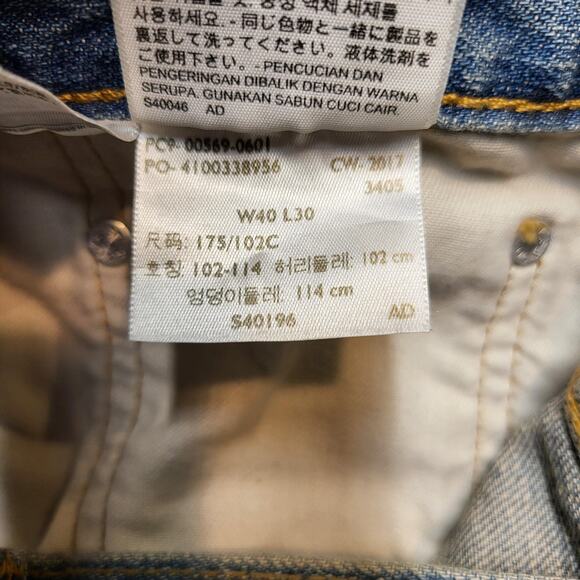 사용하세요. - 同じ色物と一緒に製品を
裏返して洗ってください。液体洗剤をご
使用ください。- PENCUCIAN DAN
PENGERINGAN DIBALIK DENGAN WARNA
SERUPA. GUNAKAN SABUN CUCI CAIR.
S40046 AD
PC9- 00569-0601
PO- 4100338956 CW- 2017
3405
W40 L30
尺码: 175/102C
호칭: 102-114 허리둘레: 102 cm
엉덩이둘레: 114 cm
S40196 AD